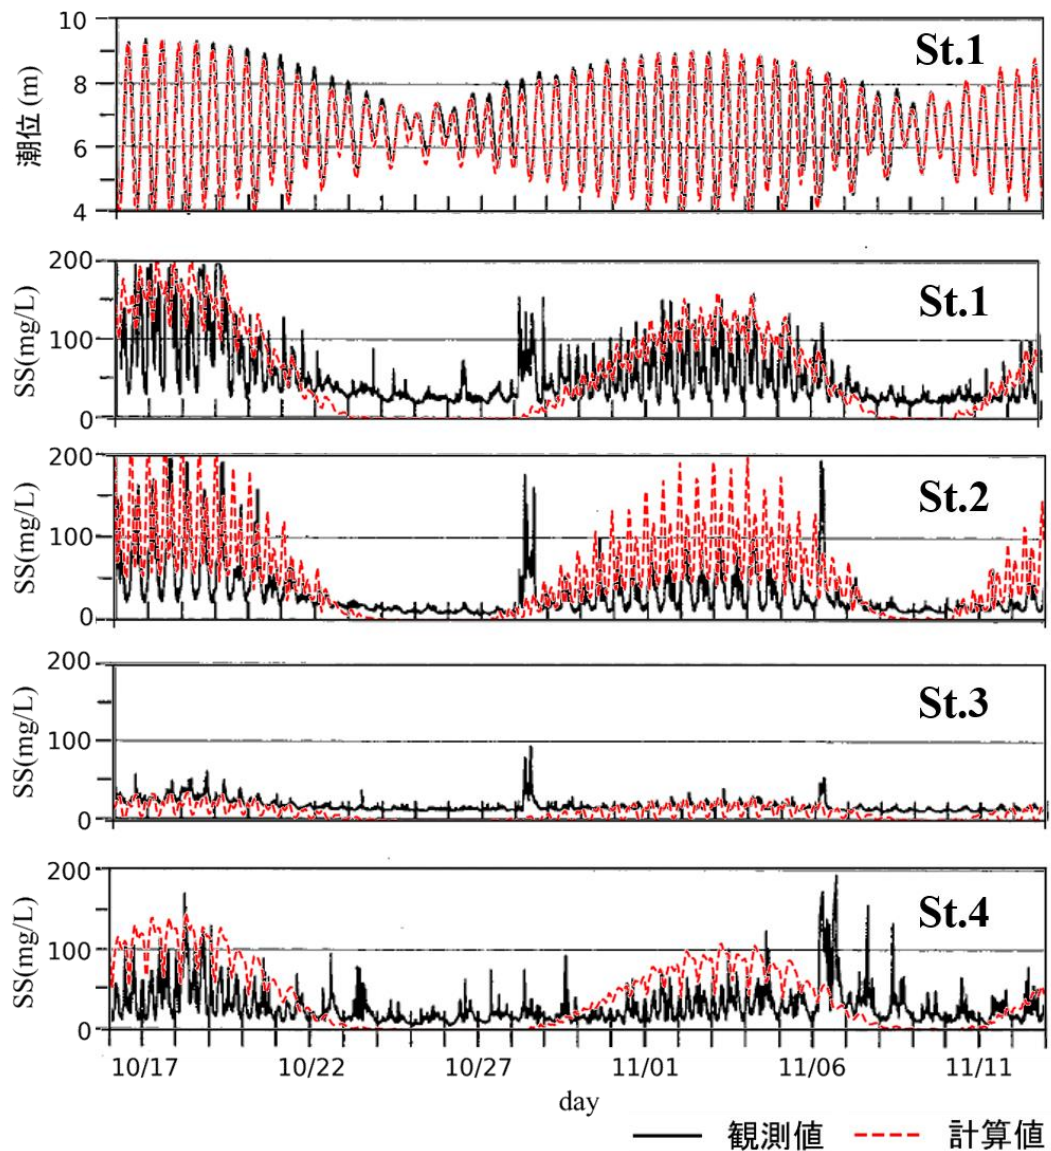 10
8
6
4
潮位 (m)
St.1
200
100
0
SS(mg/L)
St.1
200
100
0
SS(mg/L)
St.2
200
100
0
SS(mg/L)
St.3
200
100
0
SS(mg/L)
St.4
10/17 10/22 10/27 11/01 11/06 11/11
day
観測値 計算値